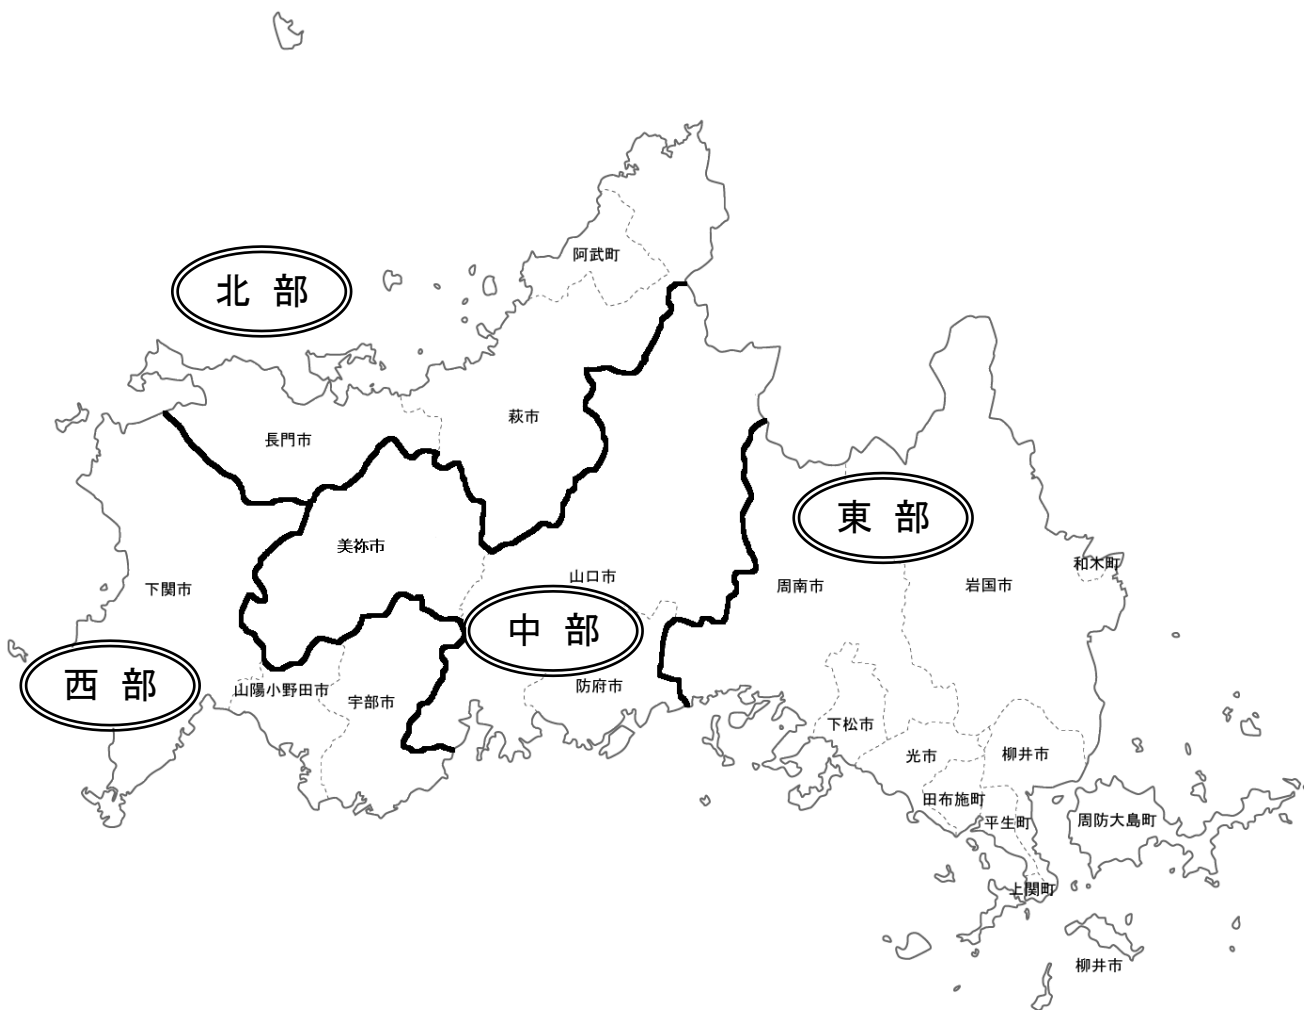 阿武町
北部
萩市
長門市
東部
美祢市
和木町
山口市
周南市
岩国市
下関市
中部
西部
山陽小野田市
宇部市
防府市
下松市
光市
柳井市
田布施町
平生町
周防大島町
上関町
柳井市